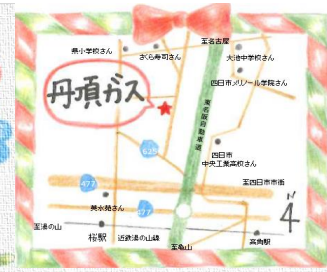 至名古屋
県小学校さん
さくら寿司さん
大池中学校さん
四日市メリノール学院さん
丹頂ガス
東名阪自動車道
四日市
中央工業高校さん
477
至四日市市街
美水苑さん
桜駅
近鉄湯の山線
至湯の山
至亀山
高角駅